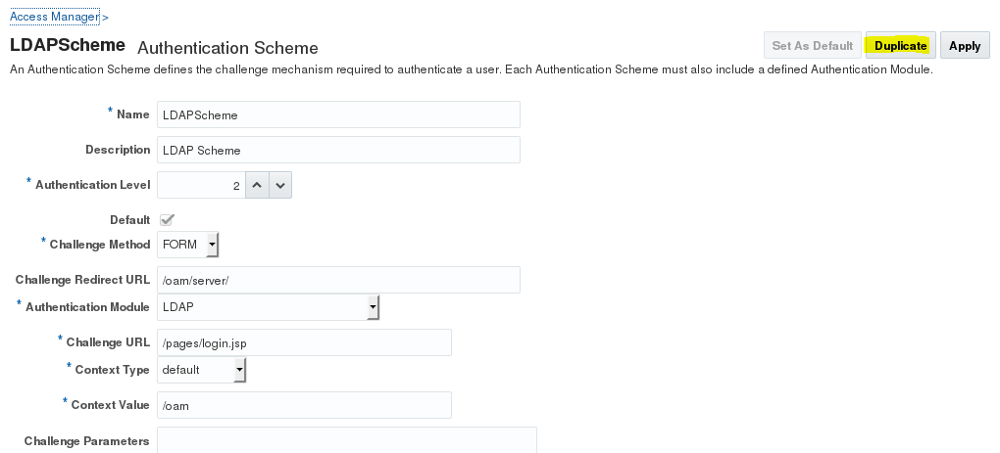 Access Manager >
LDAPScheme Authentication Scheme Set As Default Duplicate Apply
An Authentication Scheme defines the challenge mechanism required to authenticate a user. Each Authentication Scheme must also include a defined Authentication Module.
* Name LDAPScheme
Description LDAP Scheme
* Authentication Level 2
Default
* Challenge Method FORM
Challenge Redirect URL /oam/server/
* Authentication Module LDAP
* Challenge URL /pages/login.jsp
* Context Type default
* Context Value /oam
Challenge Parameters